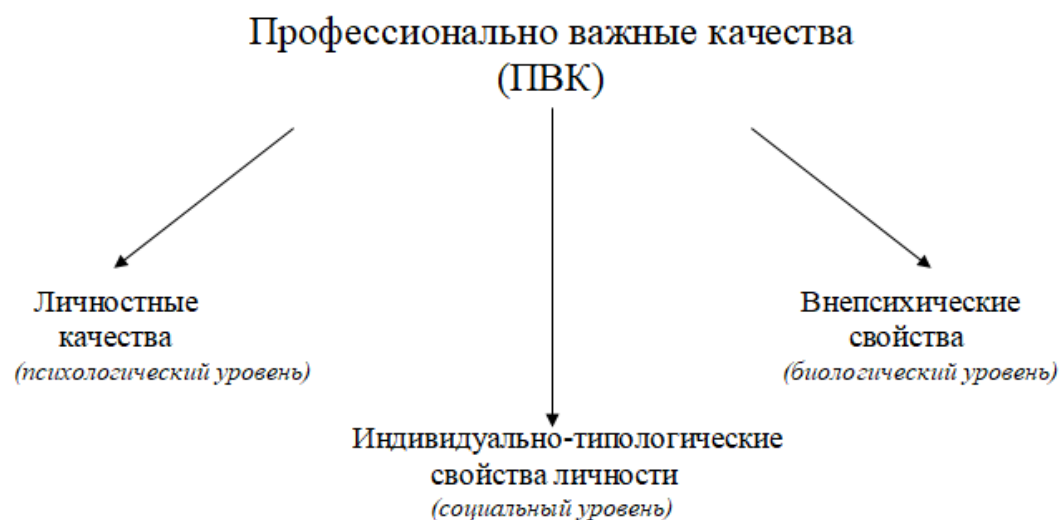 Профессионально важные качества
(ПВК)
Личностные
качества
(психологический уровень)
Внепсихические
свойства
(биологический уровень)
Индивидуально-типологические
свойства личности
(социальный уровень)